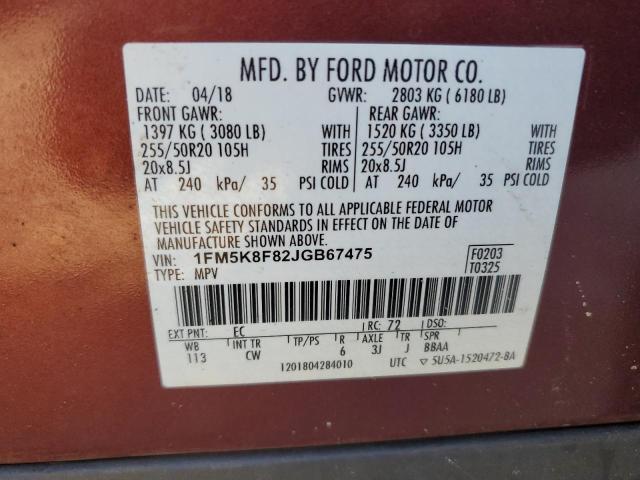 MFD. BY FORD MOTOR CO.
DATE: 04/18 GVWR: 2803 KG ( 6180 LB)
FRONT GAWR: REAR GAWR:
1397 KG ( 3080 LB) WITH 1520 KG ( 3350 LB) WITH
255/50R20 105H TIRES 255/50R20 105H TIRES
20x8.5J RIMS 20x8.5J RIMS
AT 240 kPa/ 35 PSI COLD AT 240 kPa/ 35 PSI COLD
THIS VEHICLE CONFORMS TO ALL APPLICABLE FEDERAL MOTOR
VEHICLE SAFETY STANDARDS IN EFFECT ON THE DATE OF
MANUFACTURE SHOWN ABOVE.
VIN: 1FM5K8F82JGB67475 F0203
TYPE: MPV T0325
EXT PNT: EC RC: 72 DSO:
WB INT TR TP/PS R AXLE TR SPR
113 CW 6 3J J BBAA
1201804284010 UTC ▽ 5U5A-1520472-BA